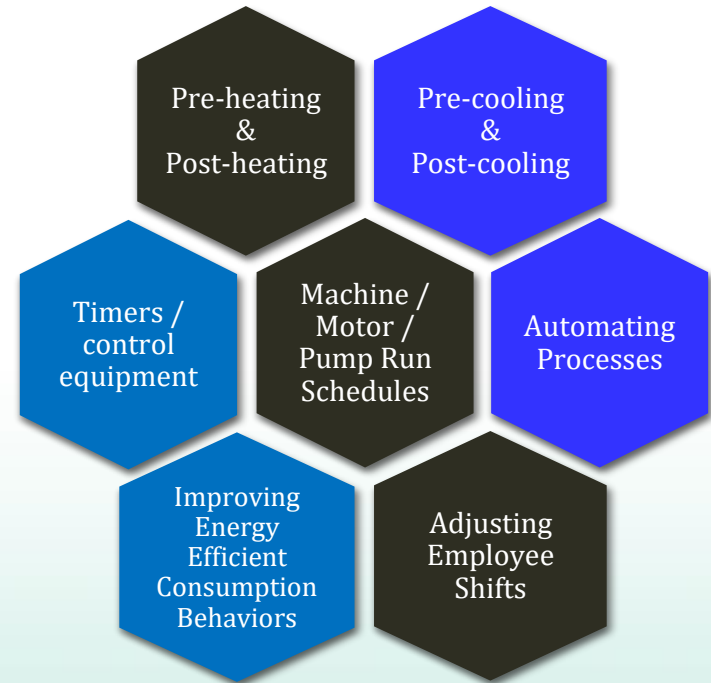 Pre-heating
&
Post-heating
Pre-cooling
&
Post-cooling
Timers /
control
equipment
Machine /
Motor /
Pump Run
Schedules
Automating
Processes
Improving
Energy
Efficient
Consumption
Behaviors
Adjusting
Employee
Shifts